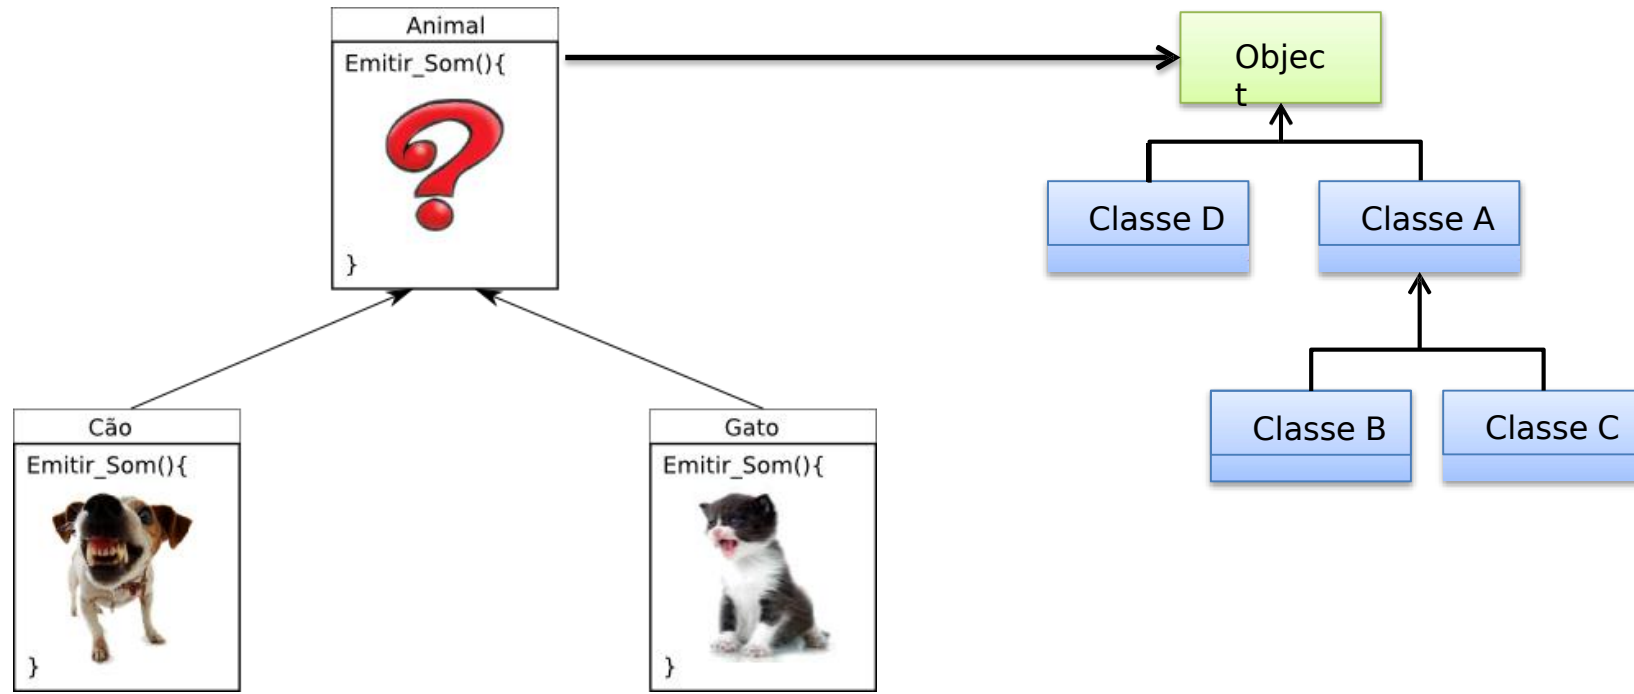 Animal
Emitir_Som(){
}
Cão
Emitir_Som(){
}
Gato
Emitir_Som(){
}
Objec
t
Classe D
Classe A
Classe B
Classe C